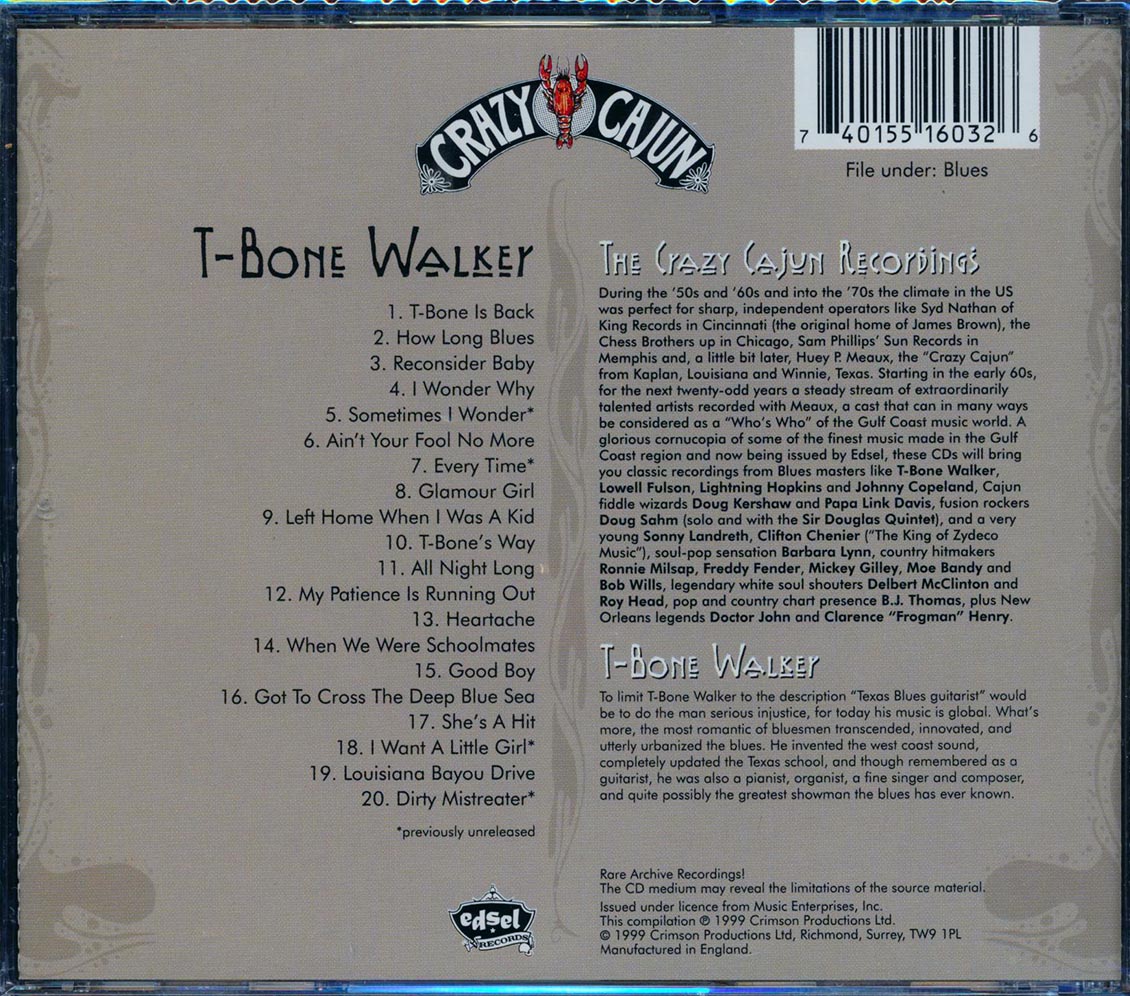 CRAZY CAJUN
7 40155 16032 6
File under: Blues
T-Bone Walker
1. T-Bone Is Back
2. How Long Blues
3. Reconsider Baby
4. I Wonder Why
5. Sometimes I Wonder*
6. Ain't Your Fool No More
7. Every Time*
8. Glamour Girl
9. Left Home When I Was A Kid
10. T-Bone's Way
11. All Night Long
12. My Patience Is Running Out
13. Heartache
14. When We Were Schoolmates
15. Good Boy
16. Got To Cross The Deep Blue Sea
17. She's A Hit
18. I Want A Little Girl*
19. Louisiana Bayou Drive
20. Dirty Mistreater*
*previously unreleased
edsel
RECORDS
The Crazy Cajun Recordings
During the '50s and '60s and into the '70s the climate in the US
was perfect for sharp, independent operators like Syd Nathan of
King Records in Cincinnati (the original home of James Brown), the
Chess Brothers up in Chicago, Sam Phillips' Sun Records in
Memphis and, a little bit later, Huey P. Meaux, the "Crazy Cajun"
from Kaplan, Louisiana and Winnie, Texas. Starting in the early 60s,
for the next twenty-odd years a steady stream of extraordinarily
talented artists recorded with Meaux, a cast that can in many ways
be considered as a "Who's Who" of the Gulf Coast music world. A
glorious cornucopia of some of the finest music made in the Gulf
Coast region and now being issued by Edsel, these CDs will bring
you classic recordings from Blues masters like T-Bone Walker,
Lowell Fulson, Lightning Hopkins and Johnny Copeland, Cajun
fiddle wizards Doug Kershaw and Papa Link Davis, fusion rockers
Doug Sahm (solo and with the Sir Douglas Quintet), and a very
young Sonny Landreth, Clifton Chenier ("The King of Zydeco
Music"), soul-pop sensation Barbara Lynn, country hitmakers
Ronnie Milsap, Freddy Fender, Mickey Gilley, Moe Bandy and
Bob Wills, legendary white soul shouters Delbert McClinton and
Roy Head, pop and country chart presence B.J. Thomas, plus New
Orleans legends Doctor John and Clarence "Frogman" Henry.
T-Bone Walker
To limit T-Bone Walker to the description "Texas Blues guitarist" would
be to do the man serious injustice, for today his music is global. What's
more, the most romantic of bluesmen transcended, innovated, and
utterly urbanized the blues. He invented the west coast sound,
completely updated the Texas school, and though remembered as a
guitarist, he was also a pianist, organist, a fine singer and composer,
and quite possibly the greatest showman the blues has ever known.
Rare Archive Recordings!
The CD medium may reveal the limitations of the source material.
Issued under licence from Music Enterprises, Inc.
This compilation ℗ 1999 Crimson Productions Ltd.
© 1999 Crimson Productions Ltd, Richmond, Surrey, TW9 1PL
Manufactured in England.